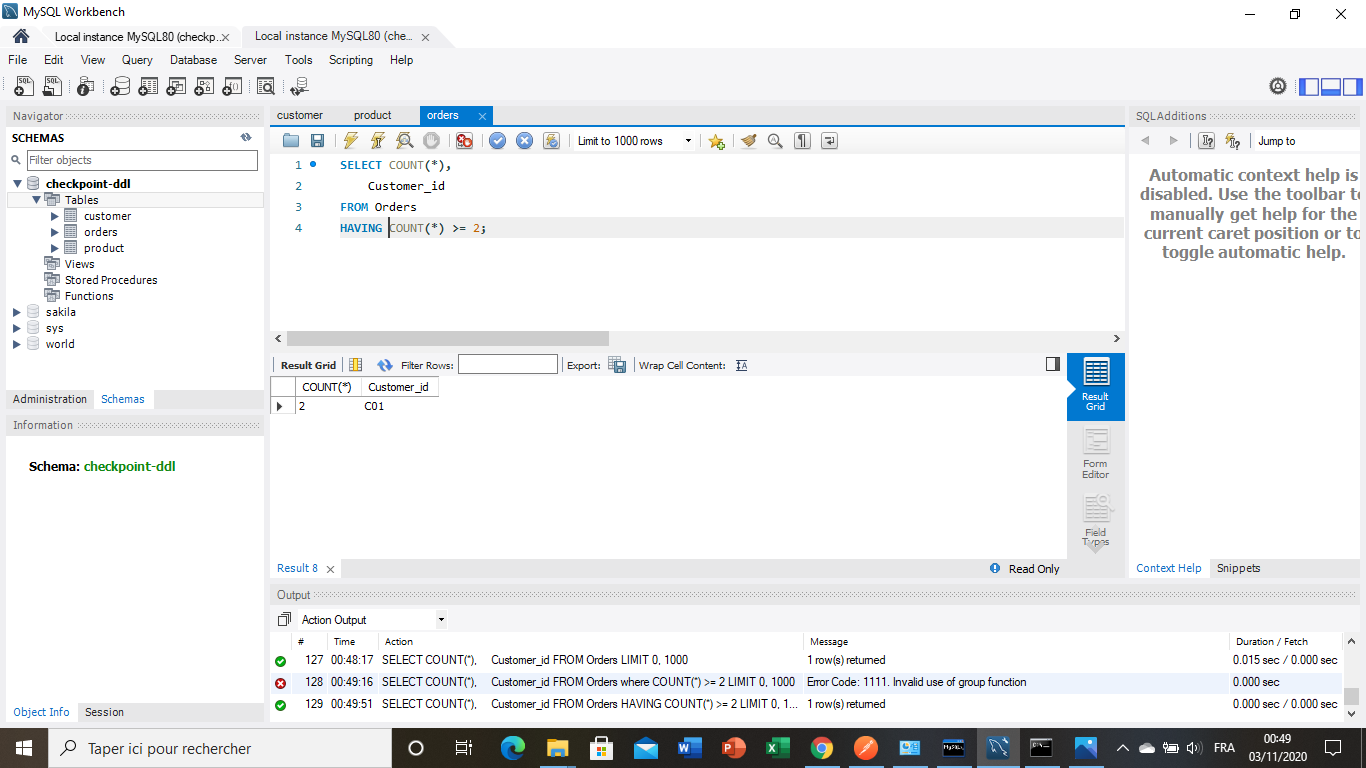 MySQL Workbench
Local instance MySQL80 (checkp...
Local instance MySQL80 (che...
File Edit View Query Database Server Tools Scripting Help
Navigator
SCHEMAS
Filter objects
checkpoint-ddl
Tables
customer
orders
product
Views
Stored Procedures
Functions
sakila
sys
world
Administration Schemas
Information
Schema: checkpoint-ddl
Object Info Session
customer product orders
Limit to 1000 rows
1 SELECT COUNT(*),
2 Customer_id
3 FROM Orders
4 HAVING COUNT(*) >= 2;
Result Grid Filter Rows: Export: Wrap Cell Content:
COUNT(*) Customer_id
2 C01
Result Grid
Form Editor
Field Types
Result 8 Read Only
SQLAdditions
Jump to
Automatic context help is
disabled. Use the toolbar to
manually get help for the
current caret position or to
toggle automatic help.
Context Help Snippets
Output
Action Output
# Time Action Message Duration / Fetch
127 00:48:17 SELECT COUNT(*), Customer_id FROM Orders LIMIT 0, 1000 1 row(s) returned 0.015 sec / 0.000 sec
128 00:49:16 SELECT COUNT(*), Customer_id FROM Orders where COUNT(*) >= 2 LIMIT 0, 1000 Error Code: 1111. Invalid use of group function 0.000 sec
129 00:49:51 SELECT COUNT(*), Customer_id FROM Orders HAVING COUNT(*) >= 2 LIMIT 0, 1... 1 row(s) returned 0.000 sec / 0.000 sec
Taper ici pour rechercher
FRA
00:49
03/11/2020